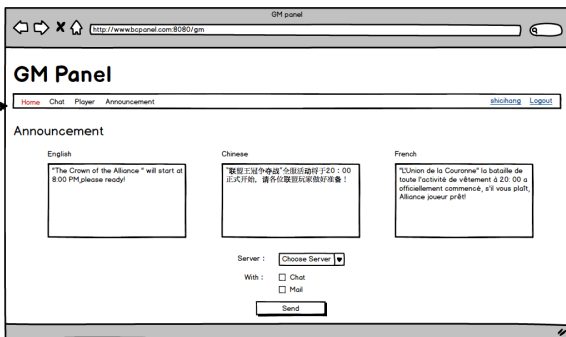 GM panel
http://www.bcpanel.com:8080/gm
GM Panel
Home Chat Player Announcement shicihang Logout
Announcement
English
"The Crown of the Alliance " will start at
8:00 PM,please ready!
Chinese
"联盟王冠争夺战"全服活动将于20：00
正式开始，请各位联盟玩家做好准备！
French
"L'Union de la Couronne" la bataille de
toute l'activité de vêtement à 20: 00 a
officiellement commencé, s'il vous plaît,
Alliance joueur prêt!
Server : Choose Server
With : Chat
Mail
Send